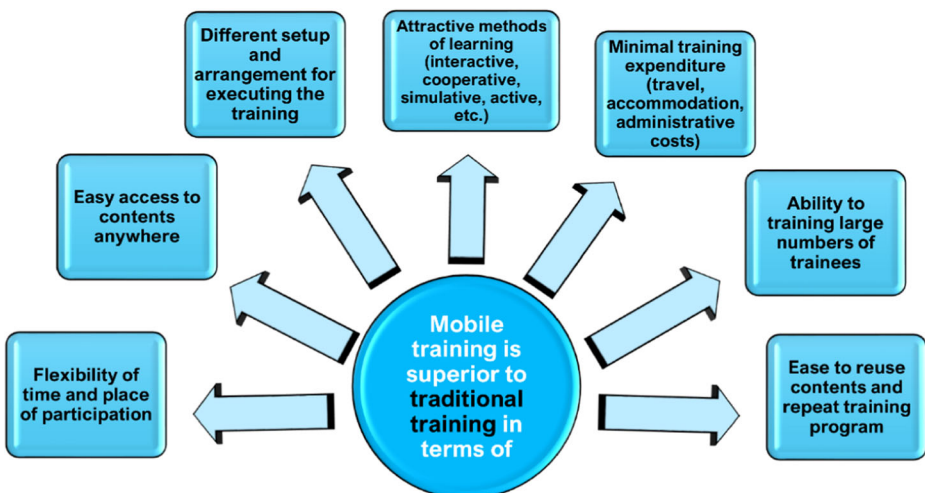 Flexibility of
time and place
of participation
Easy access to
contents
anywhere
Different setup
and
arrangement for
executing the
training
Attractive methods
of learning
(interactive,
cooperative,
simulative, active,
etc.)
Minimal training
expenditure
(travel,
accommodation,
administrative
costs)
Ability to
training large
numbers of
trainees
Ease to reuse
contents and
repeat training
program
Mobile
training is
superior to
traditional
training in
terms of